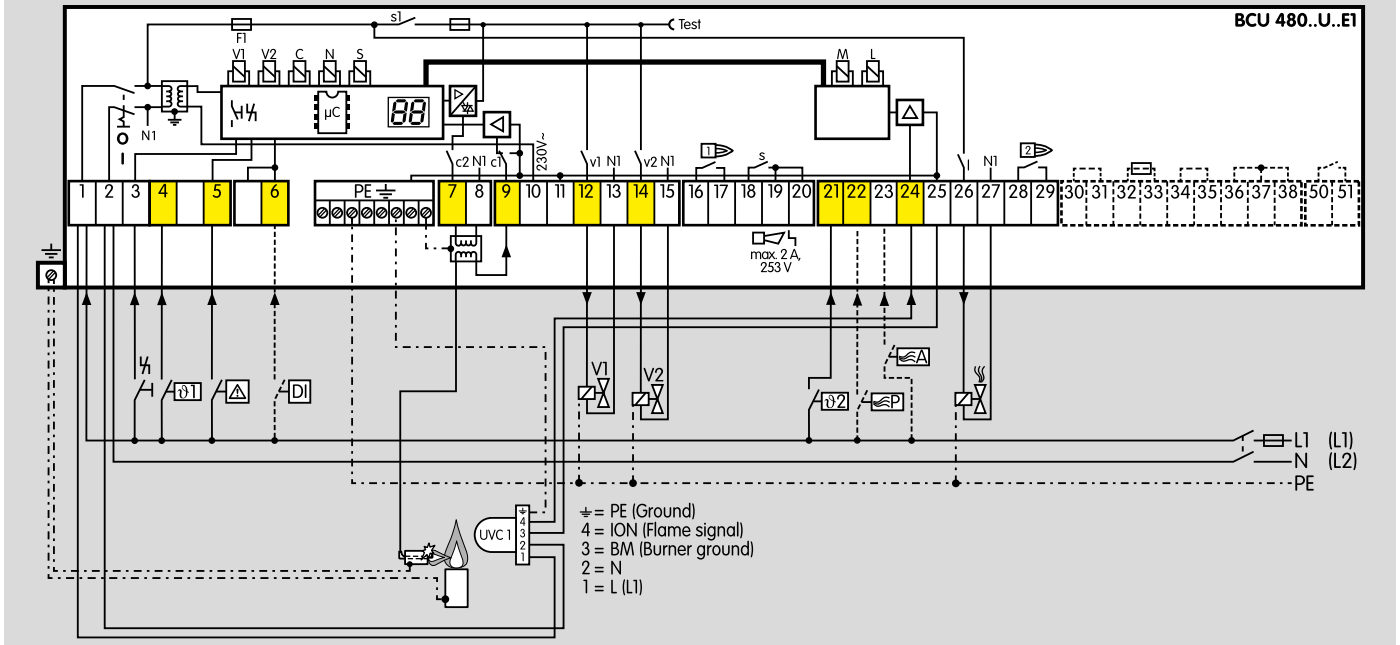 BCU 480..U..E1
s1
Test
F1
V1 V2 C N S
M L
µC
88
N1
O
I
c2 N1 c1
230V~
v1 N1
v2 N1
1
s
I N1
2
1 2 3 4 5 6
PE
7 8 9 10 11 12 13 14 15 16 17 18 19 20 21 22 23 24 25 26 27 28 29 30 31 32 33 34 35 36 37 38 50 51
max. 2 A,
253 V
ϑ1
DI
V1
V2
A
ϑ2
P
L1 (L1)
N (L2)
PE
UVC 1
4
3
2
1
= PE (Ground)
4 = ION (Flame signal)
3 = BM (Burner ground)
2 = N
1 = L (L1)